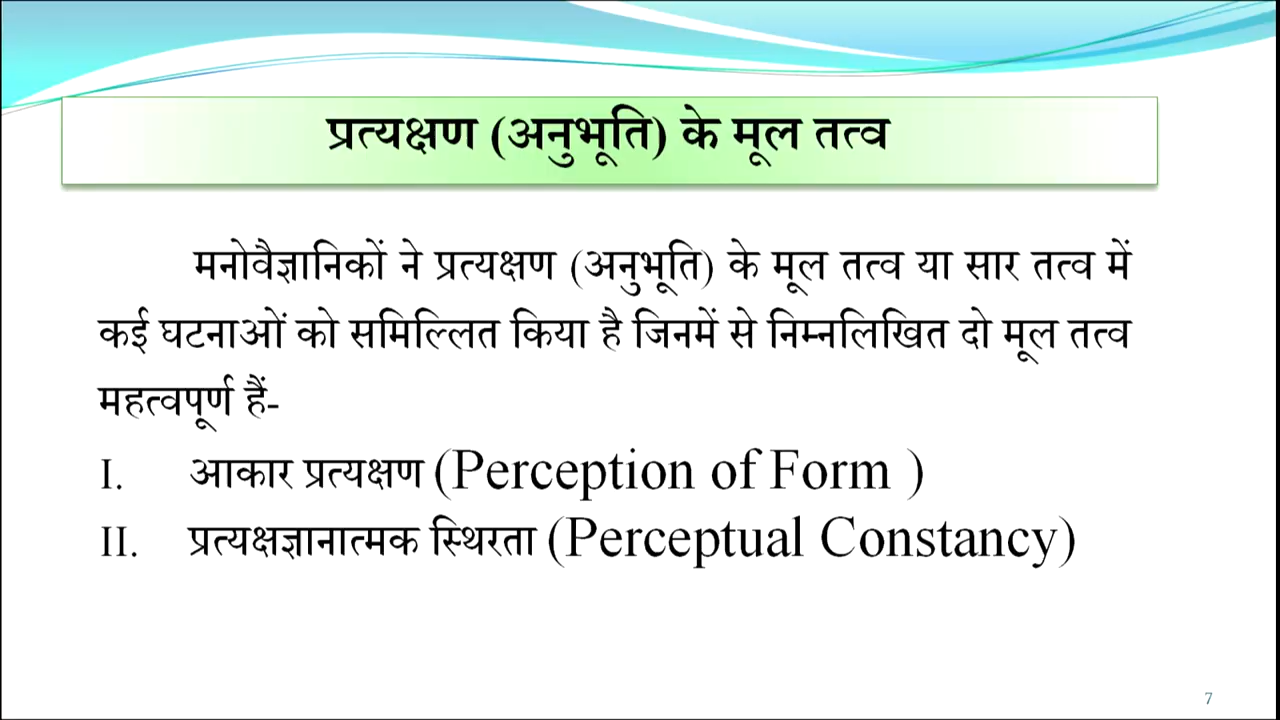 प्रत्यक्षण (अनुभूति) के मूल तत्व
मनोवैज्ञानिकों ने प्रत्यक्षण (अनुभूति) के मूल तत्व या सार तत्व में
कई घटनाओं को समिल्लित किया है जिनमें से निम्नलिखित दो मूल तत्व
महत्वपूर्ण हैं-
I. आकार प्रत्यक्षण (Perception of Form )
II. प्रत्यक्षज्ञानात्मक स्थिरता (Perceptual Constancy)
7